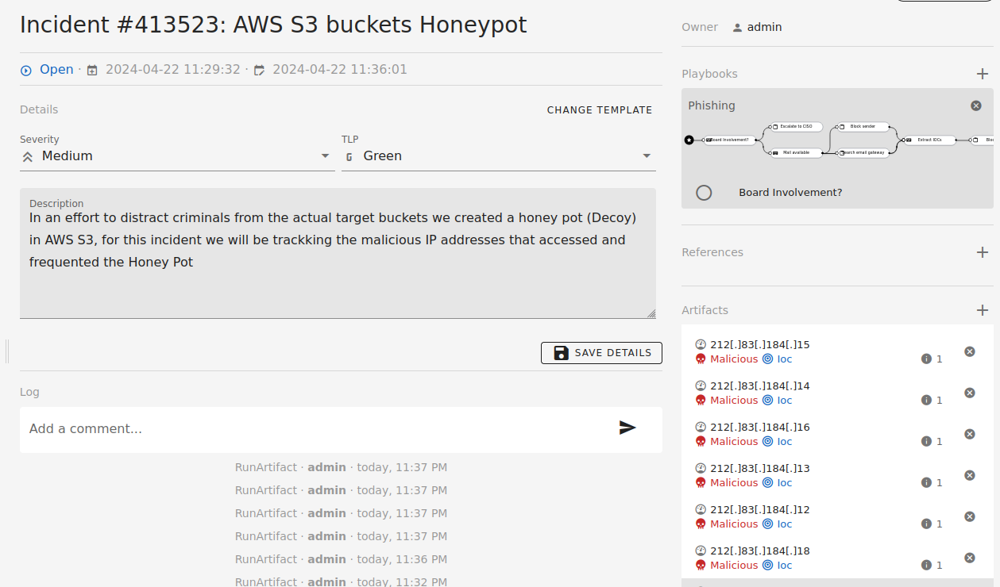 Incident #413523: AWS S3 buckets Honeypot
Open · 2024-04-22 11:29:32 · 2024-04-22 11:36:01
Details
CHANGE TEMPLATE
Severity
Medium
TLP
Green
Description
In an effort to distract criminals from the actual target buckets we created a honey pot (Decoy)
in AWS S3, for this incident we will be trackking the malicious IP addresses that accessed and
frequented the Honey Pot
SAVE DETAILS
Log
Add a comment...
RunArtifact · admin · today, 11:37 PM
RunArtifact · admin · today, 11:37 PM
RunArtifact · admin · today, 11:37 PM
RunArtifact · admin · today, 11:37 PM
RunArtifact · admin · today, 11:36 PM
RunArtifact · admin · today, 11:32 PM
Owner admin
Playbooks
Phishing
Board Involvement?
Escalate to CISO
Mail available
Block sender
Search email gateway
Extract IOCs
Bloc
Board Involvement?
References
Artifacts
212[.]83[.]184[.]15
Malicious Ioc 1
212[.]83[.]184[.]14
Malicious Ioc 1
212[.]83[.]184[.]16
Malicious Ioc 1
212[.]83[.]184[.]13
Malicious Ioc 1
212[.]83[.]184[.]12
Malicious Ioc 1
212[.]83[.]184[.]18
Malicious Ioc 1